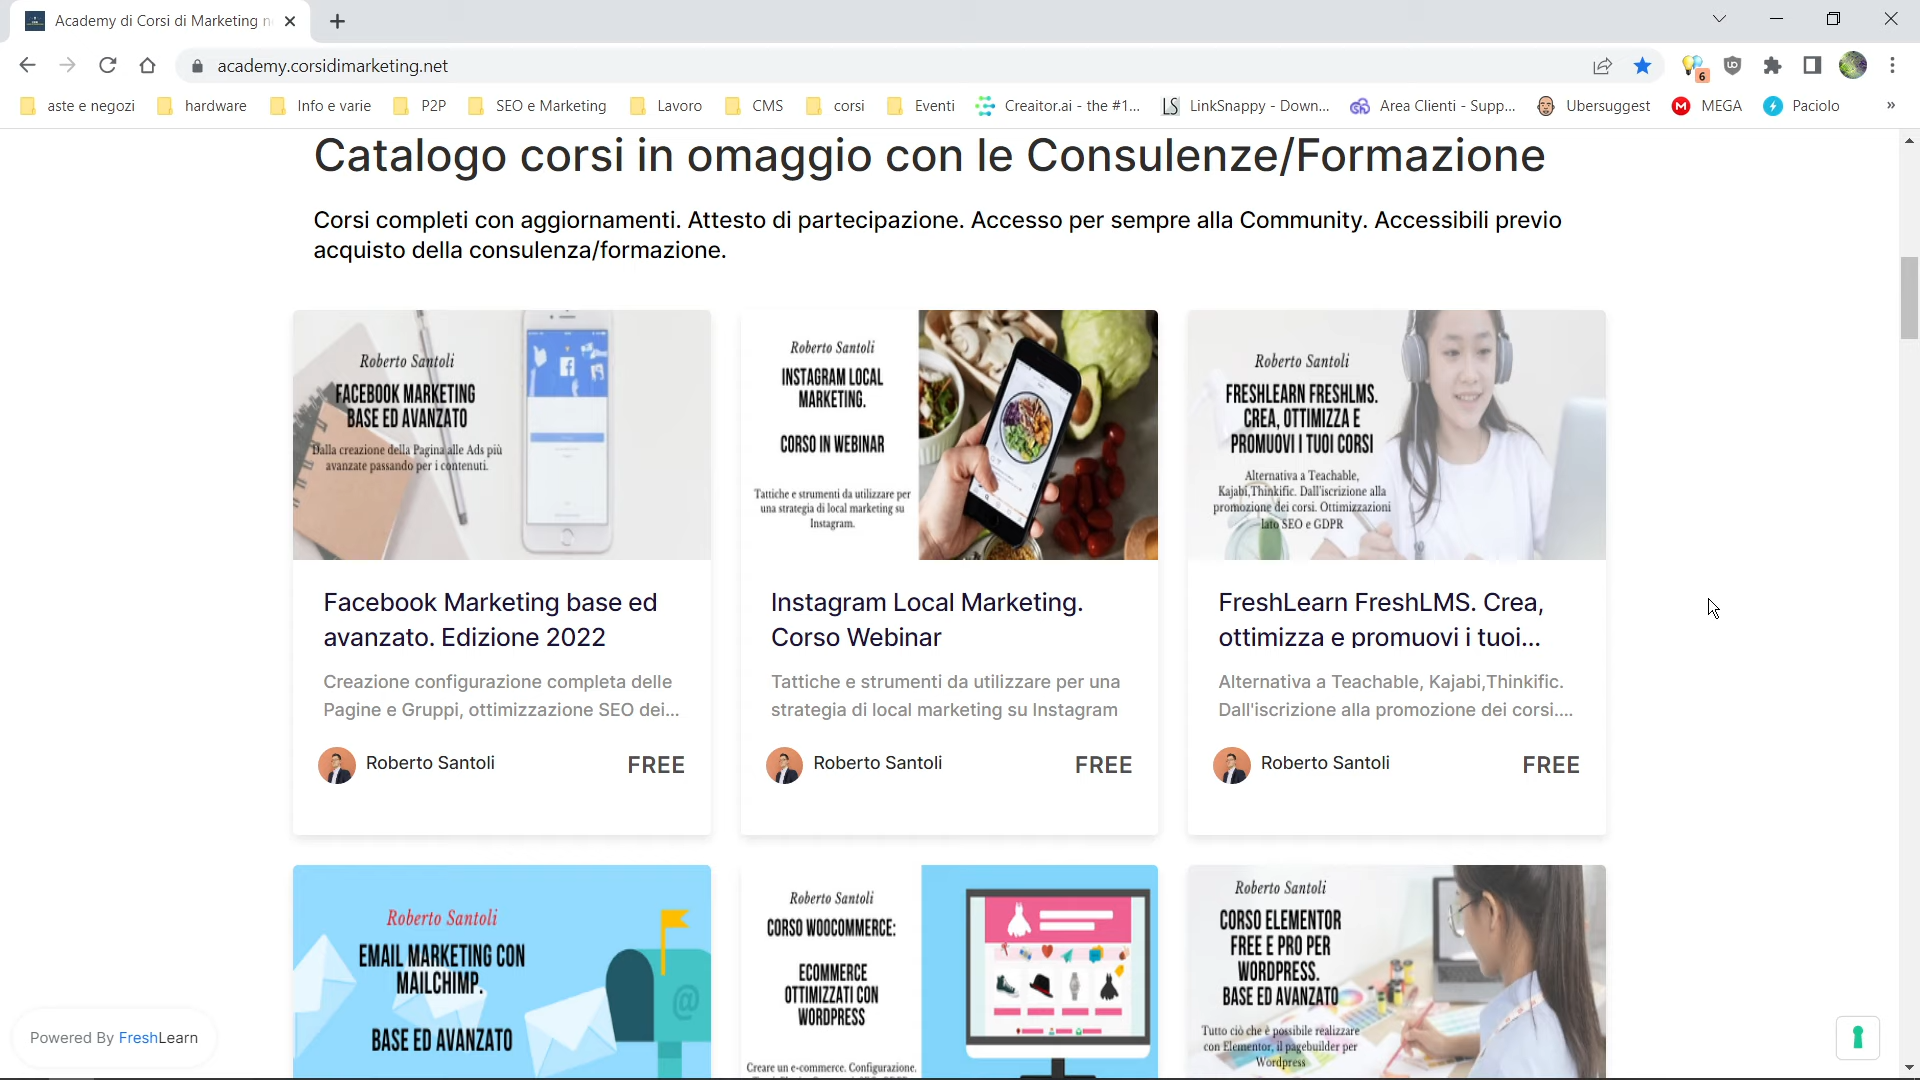 Academy di Corsi di Marketing n
academy.corsidimarketing.net
6
aste e negozi
hardware
Info e varie
P2P
SEO e Marketing
Lavoro
CMS
corsi
Eventi
Creaitor.ai - the #1...
LinkSnappy - Down...
Area Clienti - Supp...
Ubersuggest
MEGA
Paciolo
»
Catalogo corsi in omaggio con le Consulenze/Formazione
Corsi completi con aggiornamenti. Attesto di partecipazione. Accesso per sempre alla Community. Accessibili previo
acquisto della consulenza/formazione.
Roberto Santoli
FACEBOOK MARKETING
BASE ED AVANZATO
Dalla creazione della Pagina alle Ads più
avanzate passando per i contenuti.
Facebook Marketing base ed
avanzato. Edizione 2022
Creazione configurazione completa delle
Pagine e Gruppi, ottimizzazione SEO dei...
Roberto Santoli
FREE
Roberto Santoli
INSTAGRAM LOCAL
MARKETING.
CORSO IN WEBINAR
Tattiche e strumenti da utilizzare per
una strategia di local marketing su
Instagram.
Instagram Local Marketing.
Corso Webinar
Tattiche e strumenti da utilizzare per una
strategia di local marketing su Instagram
Roberto Santoli
FREE
Roberto Santoli
FRESHLEARN FRESHLMS.
CREA, OTTIMIZZA E
PROMUOVI I TUOI CORSI
Alternativa a Teachable,
Kajabi,Thinkific. Dall'iscrizione alla
promozione dei corsi. Ottimizzazioni
lato SEO e GDPR
FreshLearn FreshLMS. Crea,
ottimizza e promuovi i tuoi...
Alternativa a Teachable, Kajabi,Thinkific.
Dall'iscrizione alla promozione dei corsi....
Roberto Santoli
FREE
Roberto Santoli
EMAIL MARKETING CON
MAILCHIMP.
BASE ED AVANZATO
@
Roberto Santoli
CORSO WOOCOMMERCE:
ECOMMERCE
OTTIMIZZATI CON
WORDPRESS
Creare un e-commerce. Configurazione.
Roberto Santoli
CORSO ELEMENTOR
FREE E PRO PER
WORDPRESS.
BASE ED AVANZATO
Tutto ciò che è possibile realizzare
con Elementor, il pagebuilder per
Wordpress
Powered By FreshLearn